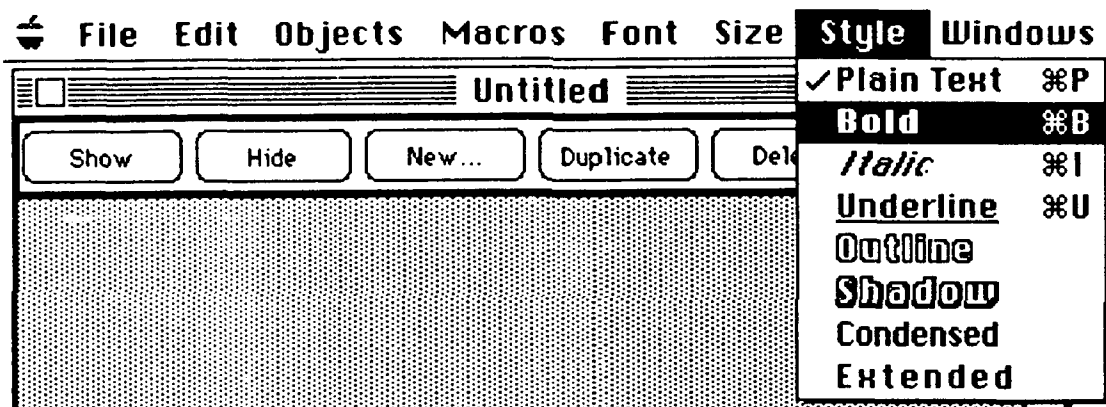 File Edit Objects Macros Font Size Style Windows
Untitled
Show Hide New... Duplicate Dele
✓Plain Text ⌘P
Bold ⌘B
Italic ⌘I
Underline ⌘U
Outline
Shadow
Condensed
Extended